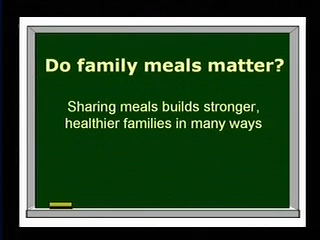 Do family meals matter?
Sharing meals builds stronger,
healthier families in many ways